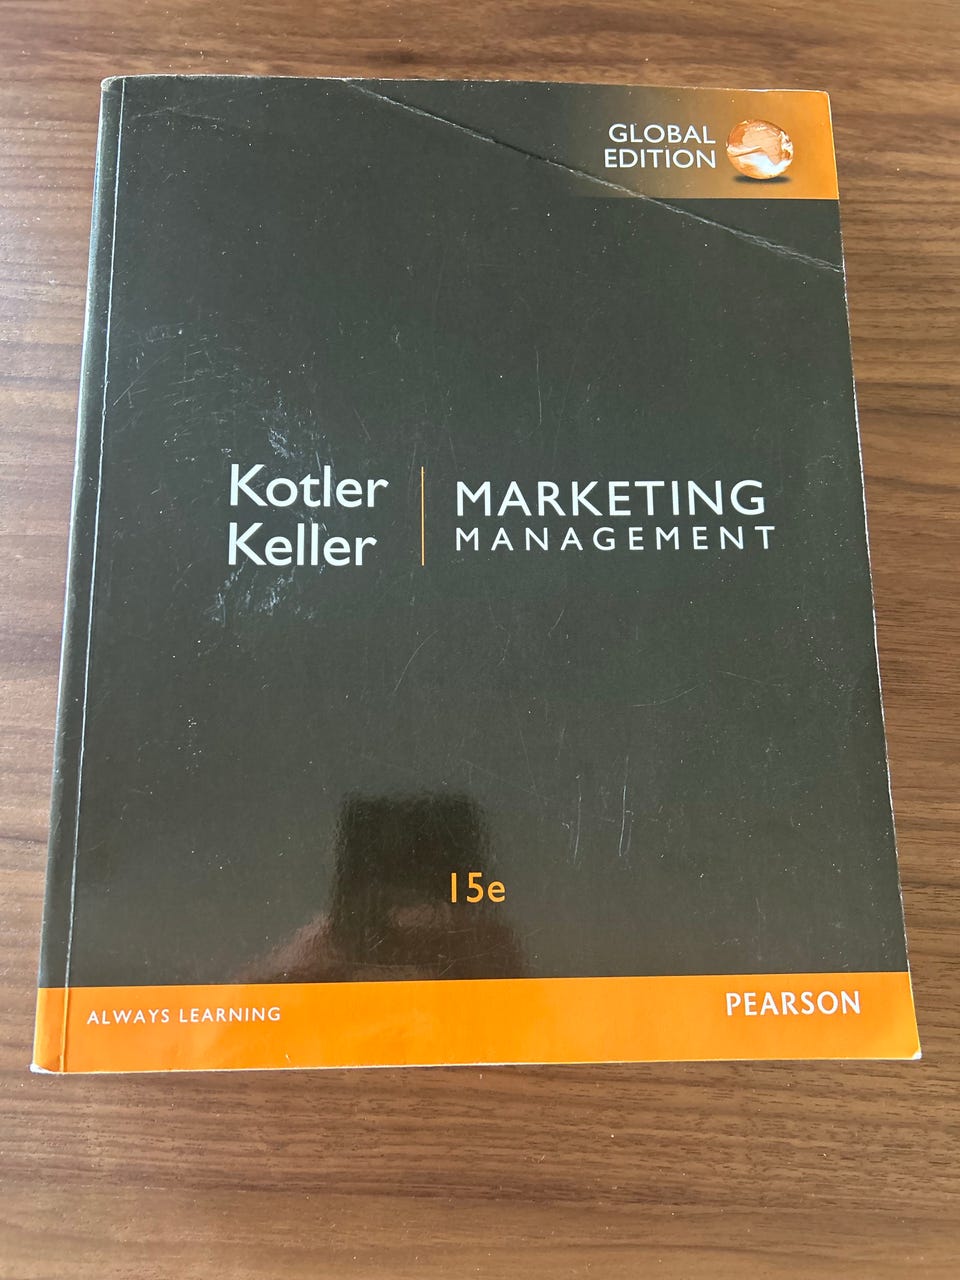 GLOBAL
EDITION
Kotler
Keller
MARKETING
MANAGEMENT
15e
ALWAYS LEARNING
PEARSON